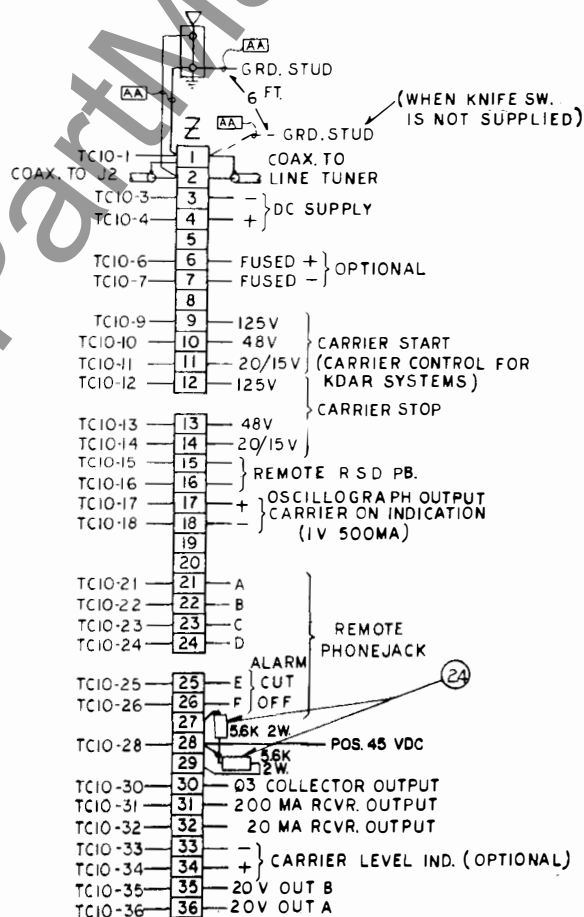 AA
GRD. STUD
AA
6 FT.
AA
GRD. STUD
(WHEN KNIFE SW. IS NOT SUPPLIED)
Z
TC10-1 1 COAX. TO
COAX. TO J2 2 LINE TUNER
TC10-3 3 -
DC SUPPLY
TC10-4 4 +
5
TC10-6 6 FUSED +
OPTIONAL
TC10-7 7 FUSED -
8
TC10-9 9 125V
TC10-10 10 48V CARRIER START
TC10-11 11 20/15V (CARRIER CONTROL FOR
TC10-12 12 125V KDAR SYSTEMS)
CARRIER STOP
TC10-13 13 48V
TC10-14 14 20/15V
TC10-15 15
REMOTE RSD PB.
TC10-16 16
TC10-17 17 + OSCILLOGRAPH OUTPUT
TC10-18 18 - CARRIER ON INDICATION
(1V 500MA)
19
20
TC10-21 21 A
TC10-22 22 B
TC10-23 23 C
REMOTE PHONEJACK
TC10-24 24 D
ALARM
TC10-25 25 E CUT
TC10-26 26 F OFF
24
27 5.6K 2W.
TC10-28 28 POS. 45 VDC
29 5.6K 2W.
TC10-30 30 Q3 COLLECTOR OUTPUT
TC10-31 31 200 MA RCVR. OUTPUT
TC10-32 32 20 MA RCVR. OUTPUT
TC10-33 33 -
CARRIER LEVEL IND. (OPTIONAL)
TC10-34 34 +
TC10-35 35 20V OUT B
TC10-36 36 20V OUT A